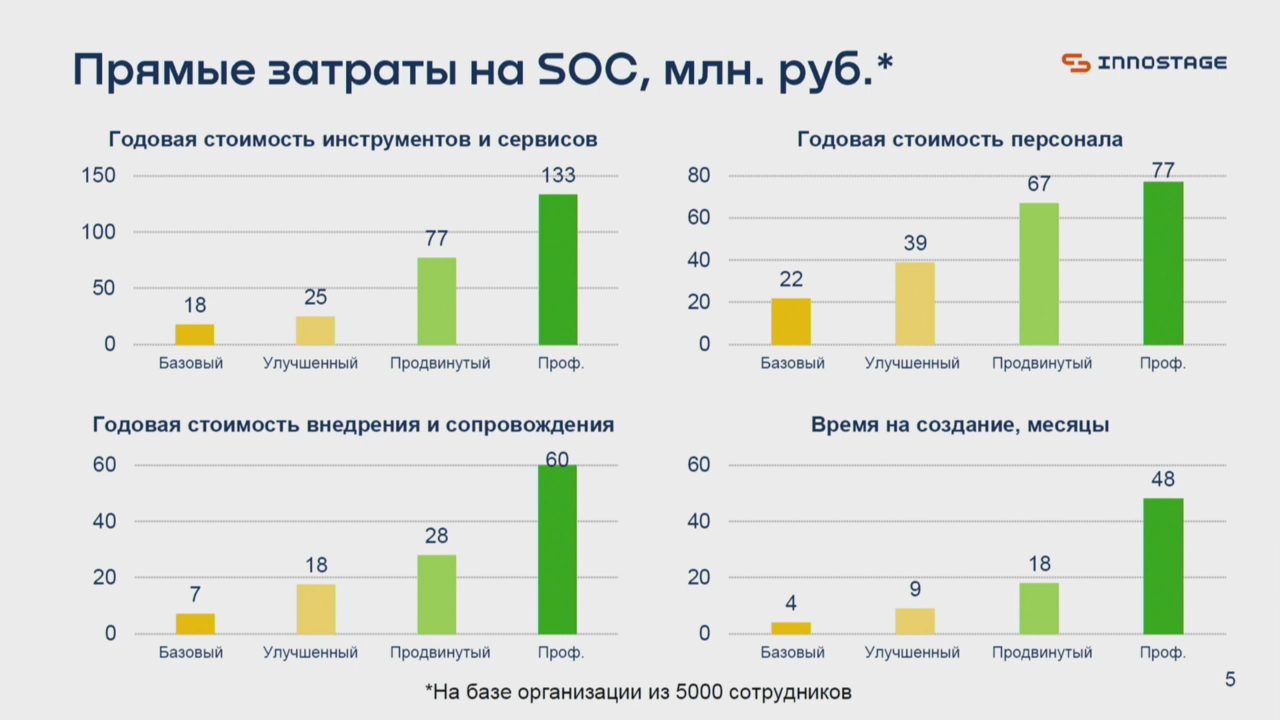 Прямые затраты на SOC, млн. руб.*
INNOSTAGE
Годовая стоимость инструментов и сервисов
150
100
50
0
18
25
77
133
Базовый
Улучшенный
Продвинутый
Проф.
Годовая стоимость персонала
80
60
40
20
0
22
39
67
77
Базовый
Улучшенный
Продвинутый
Проф.
Годовая стоимость внедрения и сопровождения
60
40
20
0
7
18
28
60
Базовый
Улучшенный
Продвинутый
Проф.
Время на создание, месяцы
60
40
20
0
4
9
18
48
Базовый
Улучшенный
Продвинутый
Проф.
*На базе организации из 5000 сотрудников
5